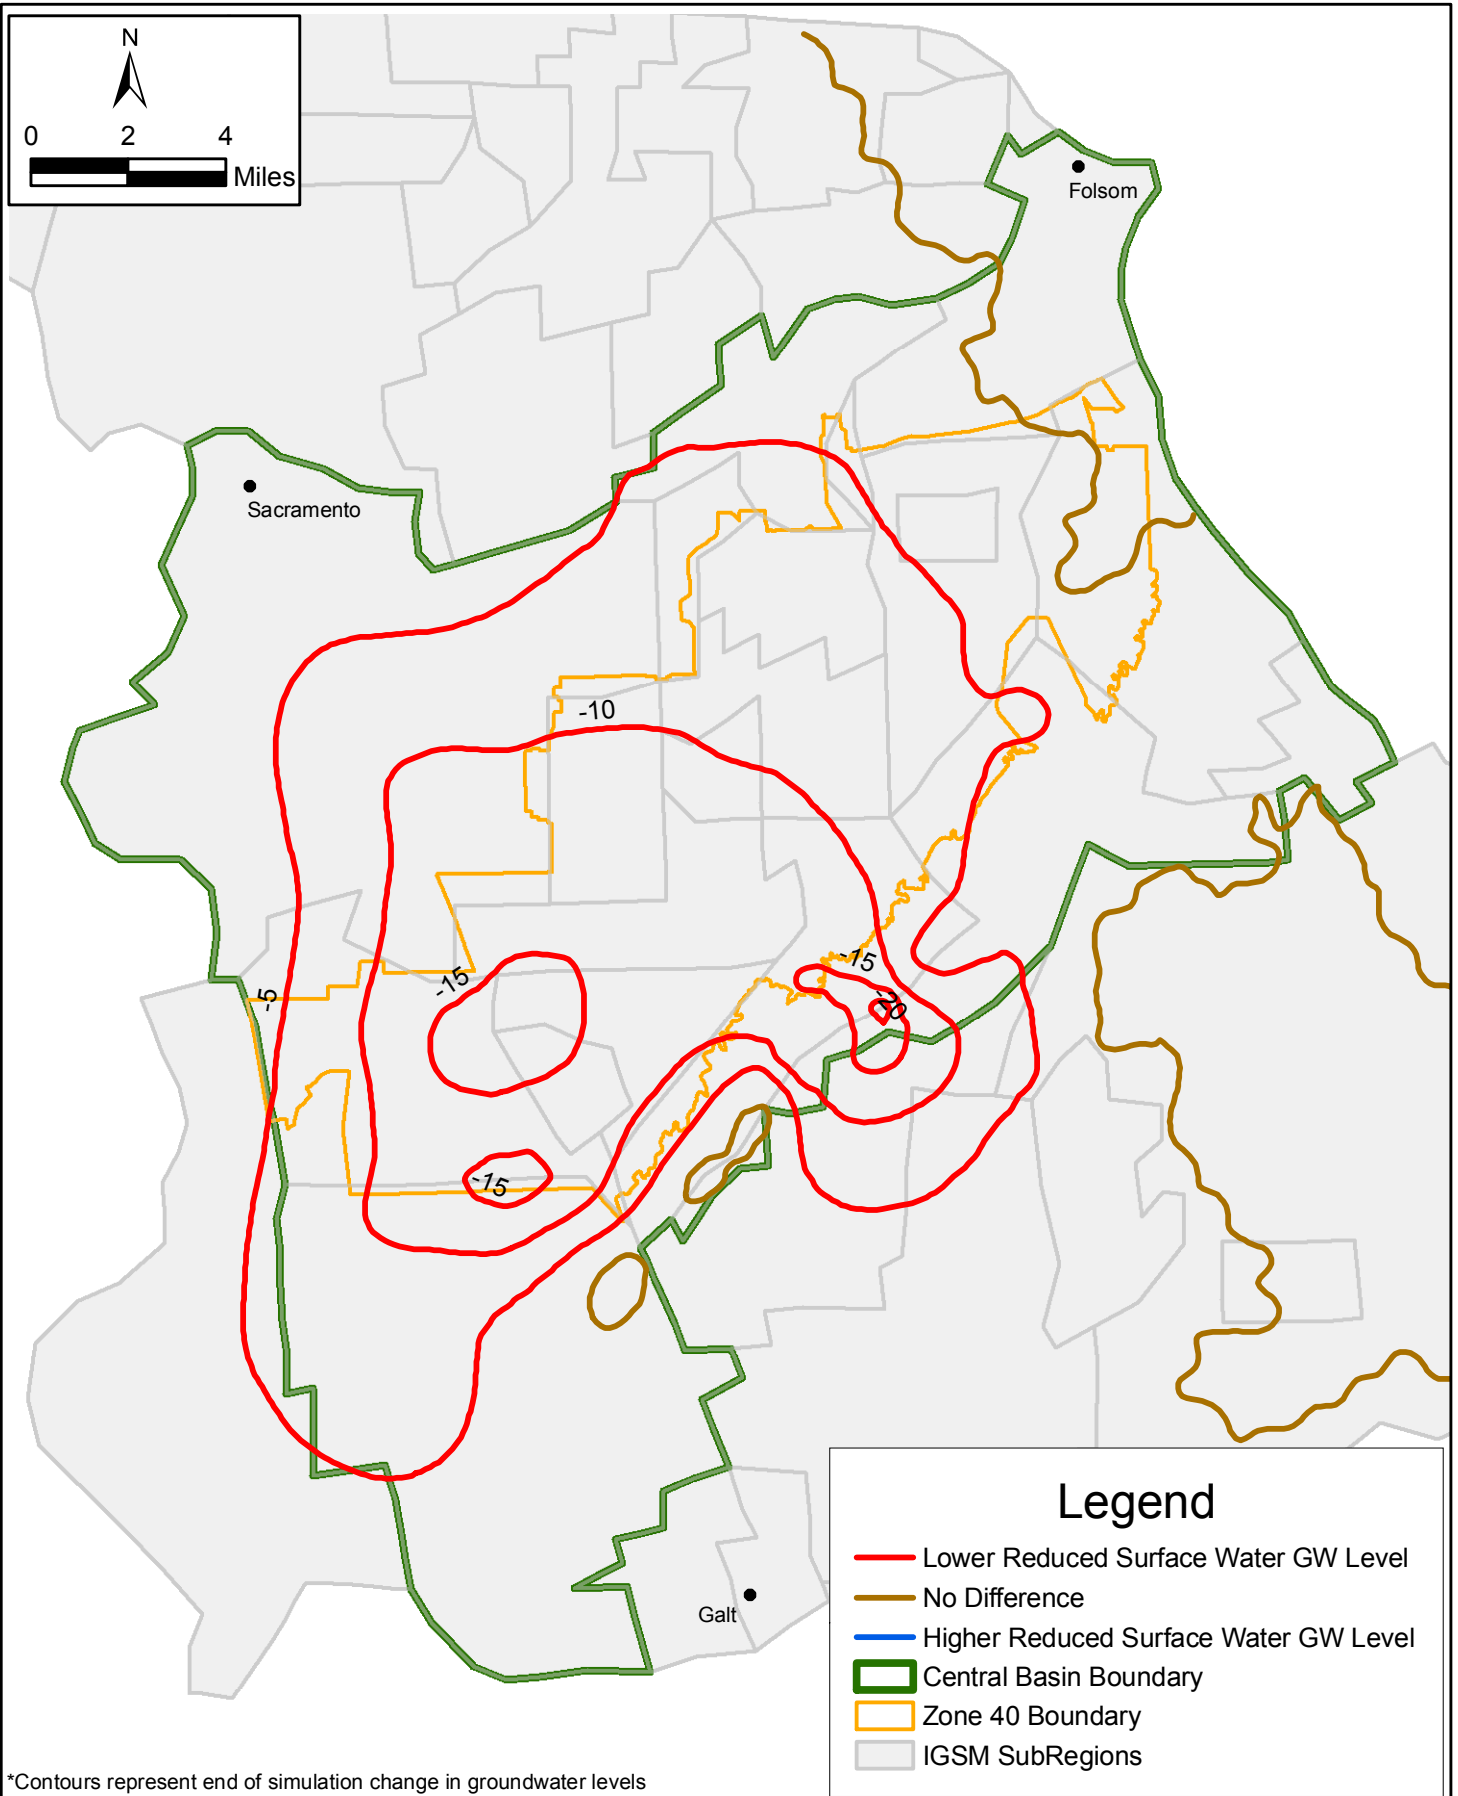 N
0 2 4
Miles
Folsom
Sacramento
-10
-15
-15
-20
-5
-15
Galt
Legend
Lower Reduced Surface Water GW Level
No Difference
Higher Reduced Surface Water GW Level
Central Basin Boundary
Zone 40 Boundary
IGSM SubRegions
*Contours represent end of simulation change in groundwater levels